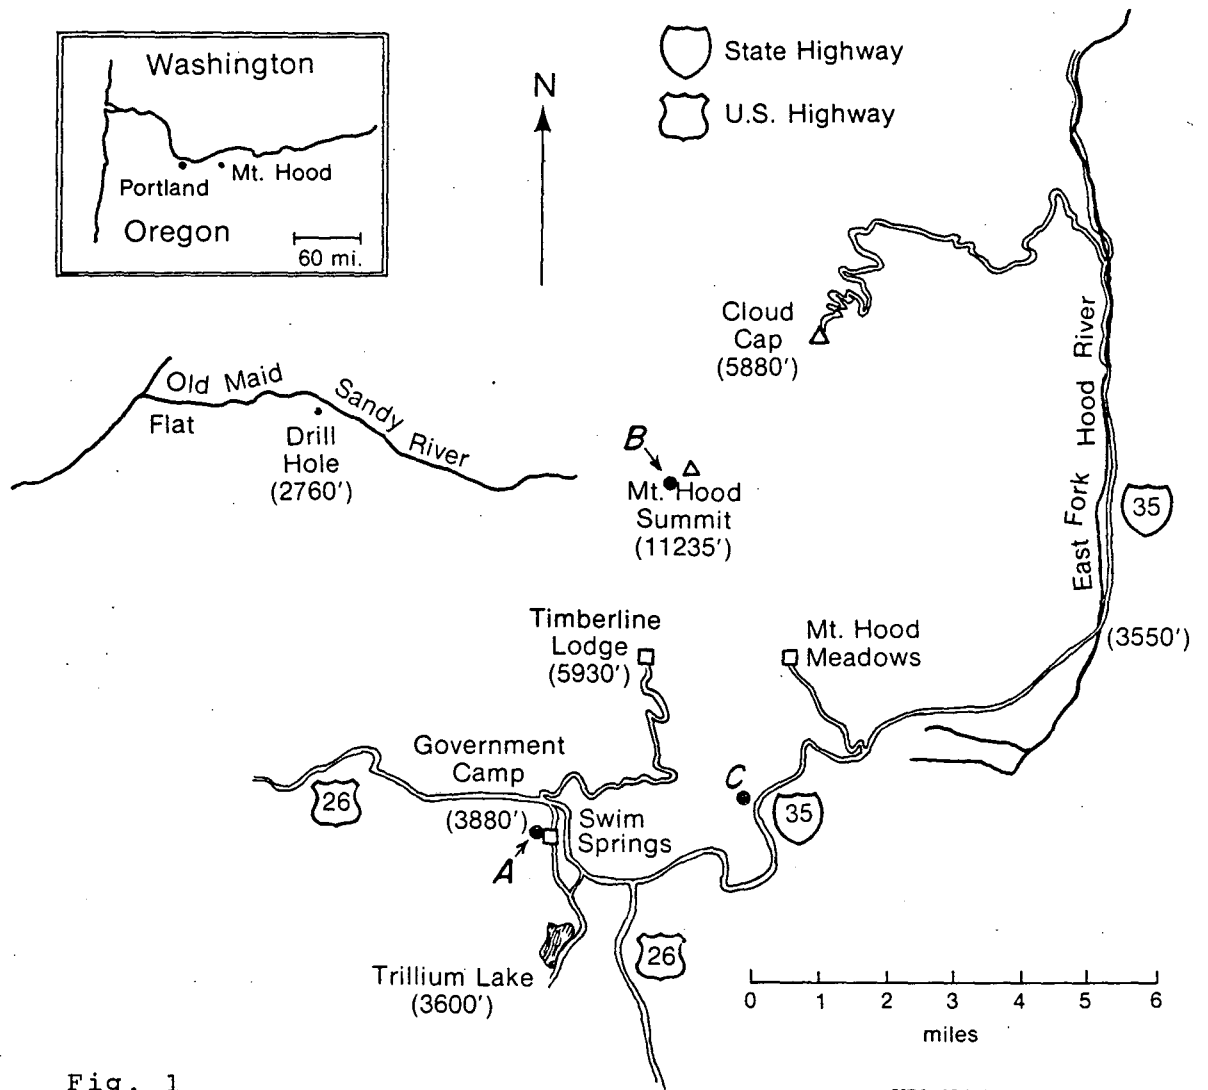 Washington
Portland
Mt. Hood
Oregon
60 mi.
N
State Highway
U.S. Highway
Cloud
Cap
(5880')
Old Maid
Flat
Sandy River
Drill
Hole
(2760')
B
Mt. Hood
Summit
(11235')
East Fork Hood River
35
(3550')
Timberline
Lodge
(5930')
Mt. Hood
Meadows
Government
Camp
(3880')
26
A
Swim
Springs
C
35
26
Trillium Lake
(3600')
0 1 2 3 4 5 6
miles
Fig. 1